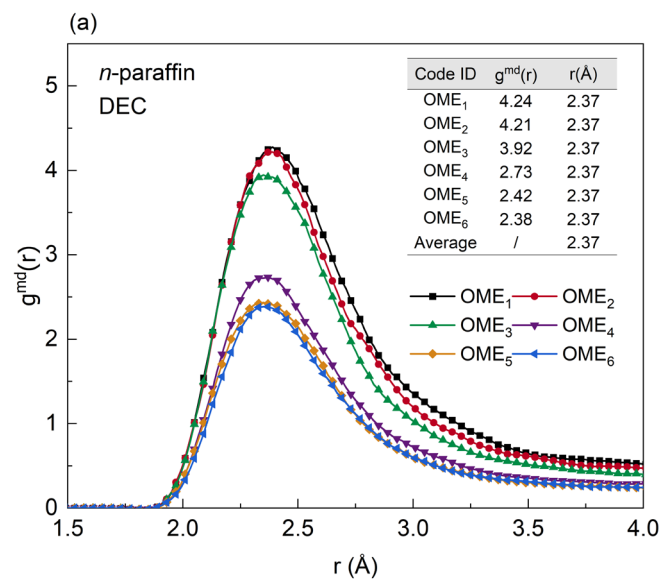 (a)
n-paraffin
DEC
Code ID g^md(r) r(Å)
OME₁ 4.24 2.37
OME₂ 4.21 2.37
OME₃ 3.92 2.37
OME₄ 2.73 2.37
OME₅ 2.42 2.37
OME₆ 2.38 2.37
Average / 2.37
OME₁ OME₂
OME₃ OME₄
OME₅ OME₆
g^md(r)
5
4
3
2
1
0
1.5 2.0 2.5 3.0 3.5 4.0
r (Å)